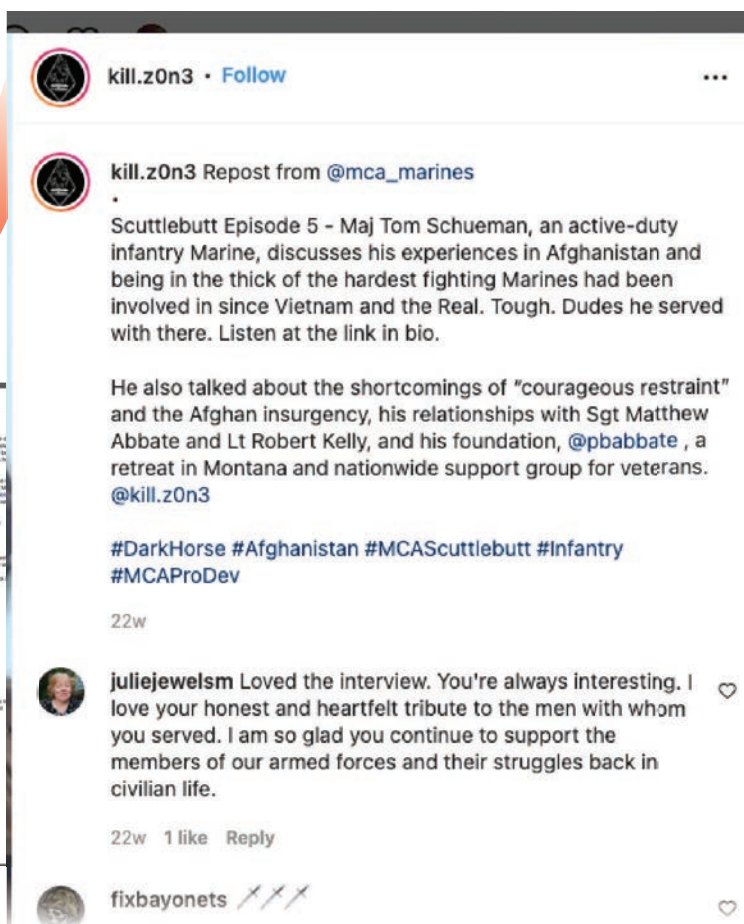 kill.z0n3 • Follow
...
kill.z0n3 Repost from @mca_marines
.
Scuttlebutt Episode 5 - Maj Tom Schueman, an active-duty
infantry Marine, discusses his experiences in Afghanistan and
being in the thick of the hardest fighting Marines had been
involved in since Vietnam and the Real. Tough. Dudes he served
with there. Listen at the link in bio.
He also talked about the shortcomings of “courageous restraint”
and the Afghan insurgency, his relationships with Sgt Matthew
Abbate and Lt Robert Kelly, and his foundation, @pbabbate , a
retreat in Montana and nationwide support group for veterans.
@kill.z0n3
#DarkHorse #Afghanistan #MCAScuttlebutt #Infantry
#MCAProDev
22w
juliejewelsm Loved the interview. You're always interesting. I
love your honest and heartfelt tribute to the men with whom
you served. I am so glad you continue to support the
members of our armed forces and their struggles back in
civilian life.
22w 1 like Reply
fixbayonets